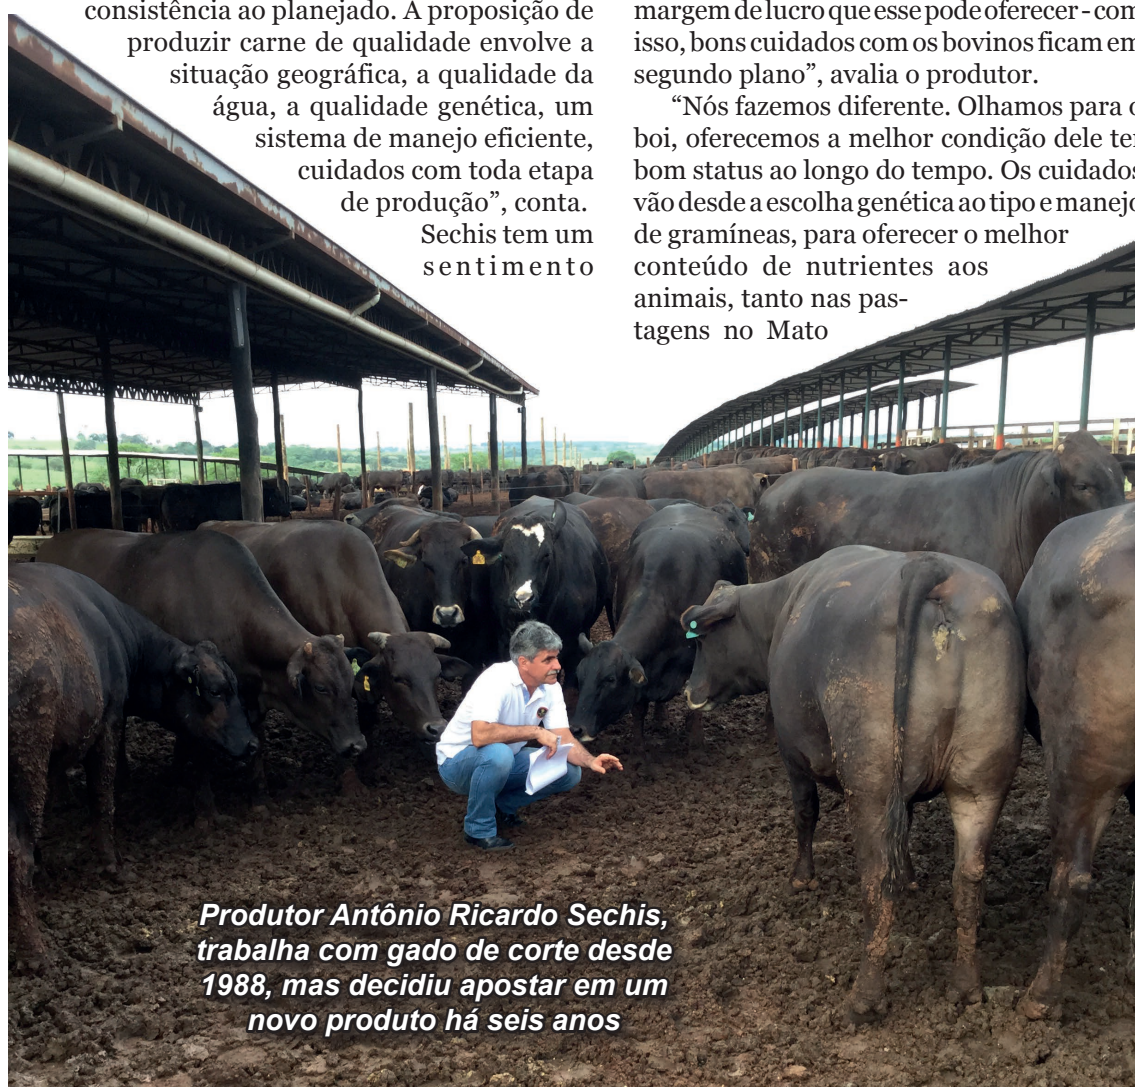 consistência ao planejado. A proposição de
produzir carne de qualidade envolve a
situação geográfica, a qualidade da
água, a qualidade genética, um
sistema de manejo eficiente,
cuidados com toda etapa
de produção”, conta.
Sechis tem um
sentimento
margem de lucro que esse pode oferecer - com
isso, bons cuidados com os bovinos ficam em
segundo plano”, avalia o produtor.
“Nós fazemos diferente. Olhamos para o
boi, oferecemos a melhor condição dele ter
bom status ao longo do tempo. Os cuidados
vão desde a escolha genética ao tipo e manejo
de gramíneas, para oferecer o melhor
conteúdo de nutrientes aos
animais, tanto nas pas-
tagens no Mato
Produtor Antônio Ricardo Sechis,
trabalha com gado de corte desde
1988, mas decidiu apostar em um
novo produto há seis anos